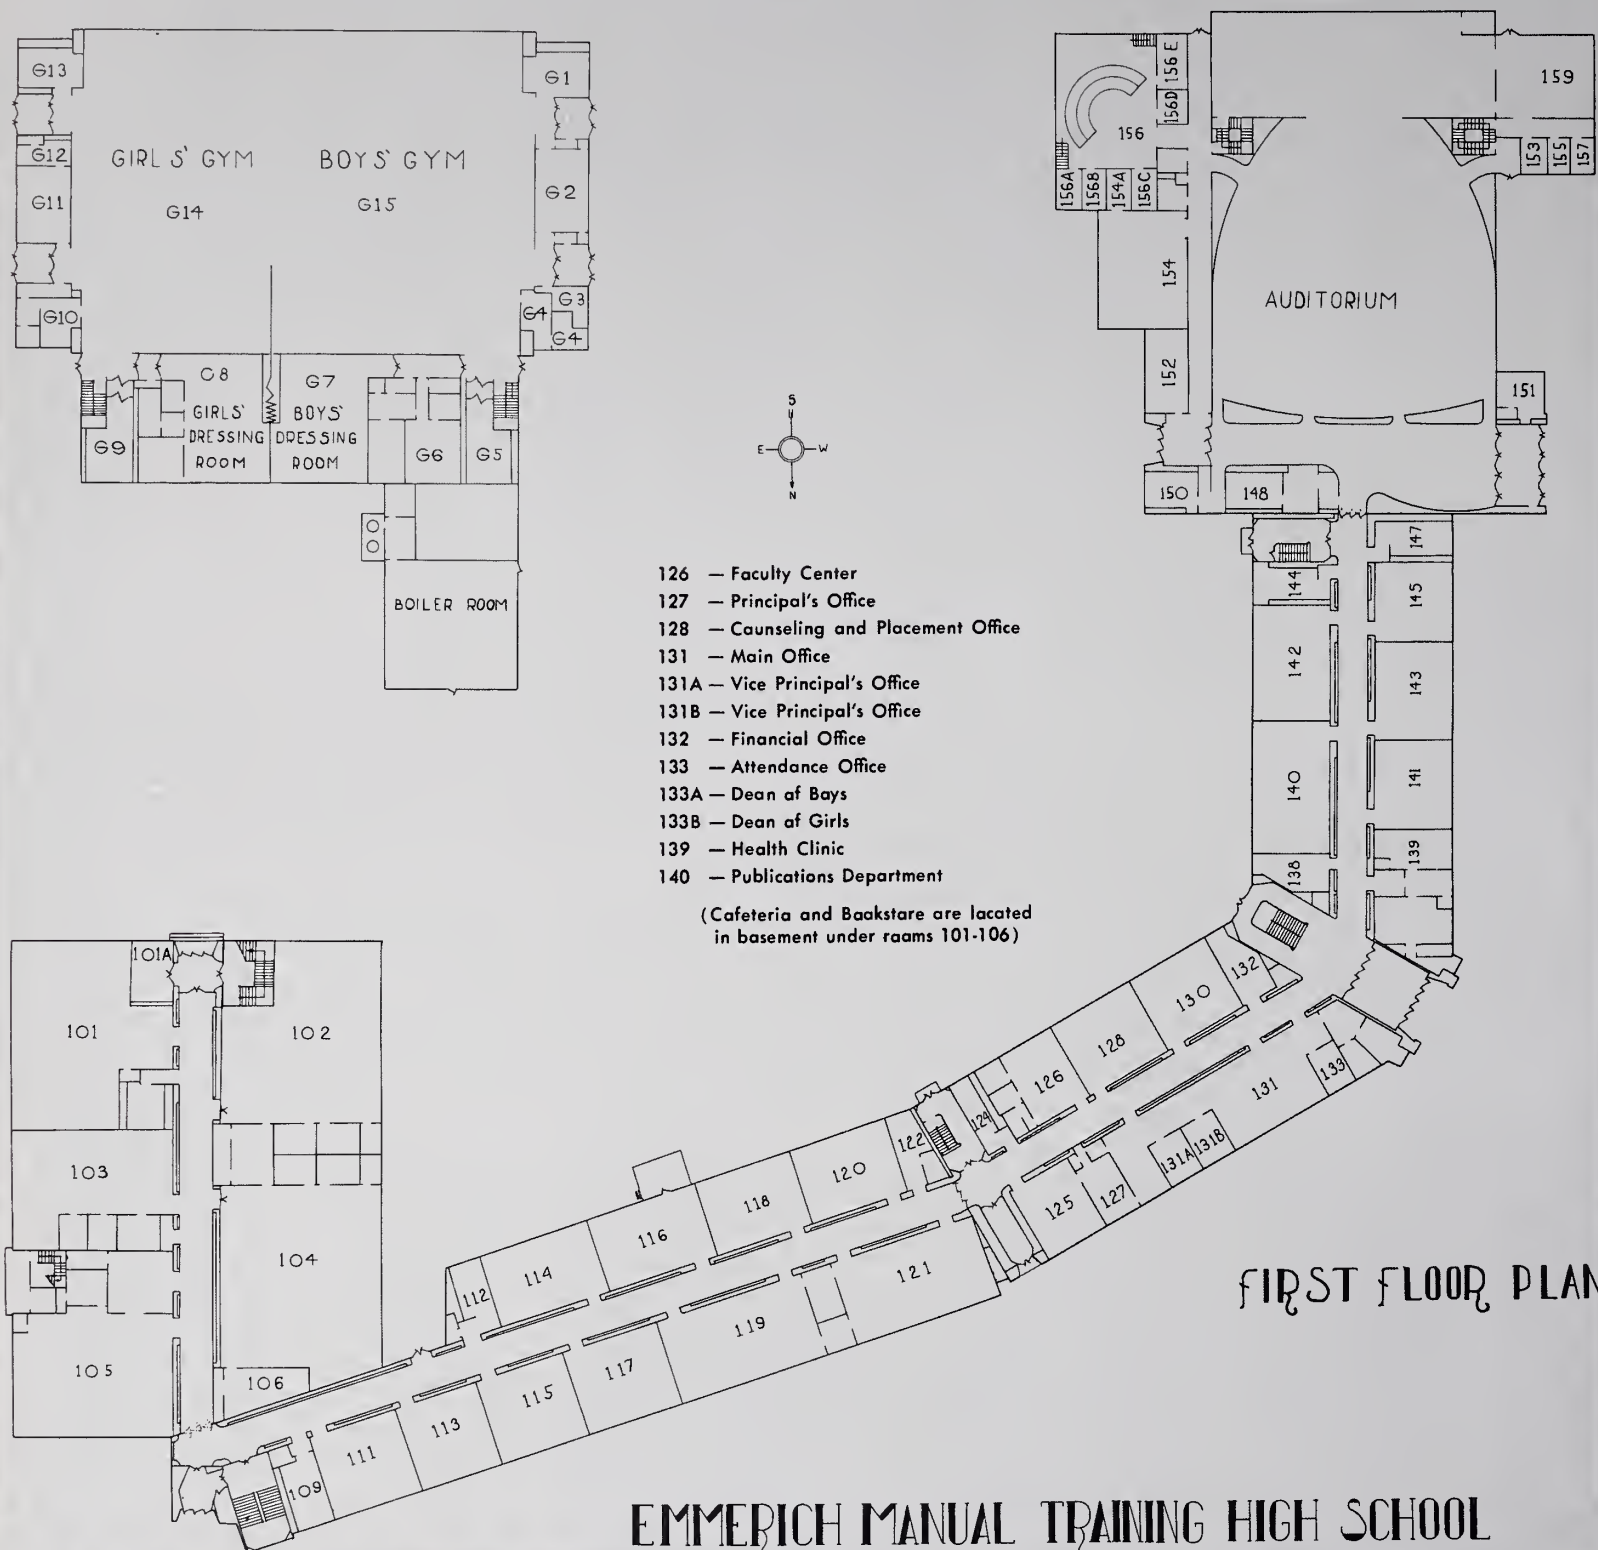 G13
G1
G12
GIRLS' GYM
BOYS' GYM
G11
G14
G15
G2
G10
G3
G4
G4
C8
G7
GIRLS'
DRESSING
ROOM
BOYS'
DRESSING
ROOM
G9
G6
G5
BOILER ROOM
156 E
156D
156
159
153
155
157
156A
156B
154A
156C
154
AUDITORIUM
152
151
150
148
S
E
W
N
147
144
145
142
143
140
141
138
139
126 — Faculty Center
127 — Principal's Office
128 — Caunseling and Placement Office
131 — Main Office
131A — Vice Principal's Office
131B — Vice Principal's Office
132 — Financial Office
133 — Attendance Office
133A — Dean af Bays
133B — Dean af Girls
139 — Health Clinic
140 — Publications Department
(Cafeteria and Baakstare are lacated
in basement under raams 101-106)
101A
101
102
103
104
105
106
132
130
128
126
124
122
120
118
116
114
112
133
131
131B
131A
127
125
121
119
117
115
113
111
109
FIRST FLOOR PLAN
EMMERICH MANUAL TRAINING HIGH SCHOOL